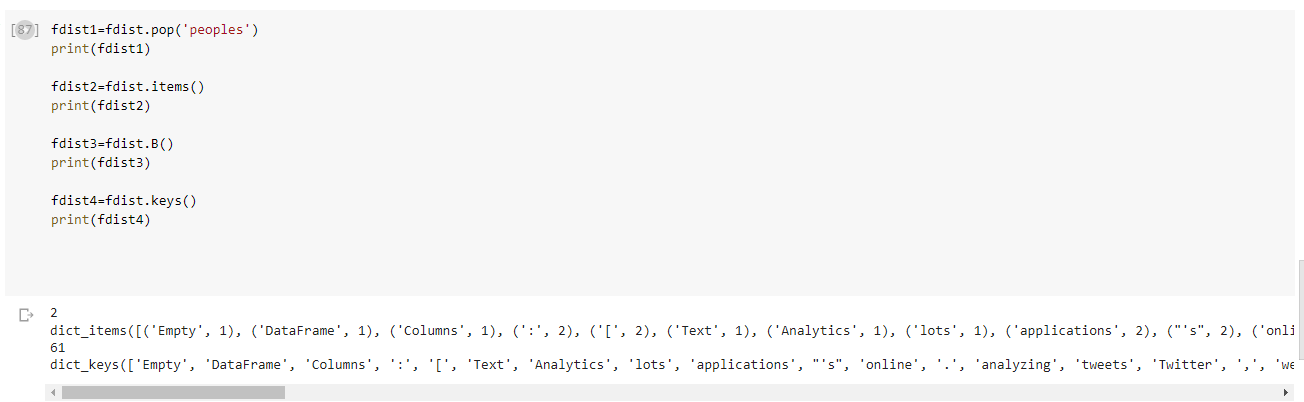 [87] fdist1=fdist.pop('peoples')
print(fdist1)
fdist2=fdist.items()
print(fdist2)
fdist3=fdist.B()
print(fdist3)
fdist4=fdist.keys()
print(fdist4)
2
dict_items([('Empty', 1), ('DataFrame', 1), ('Columns', 1), (':', 2), ('[', 2), ('Text', 1), ('Analytics', 1), ('lots', 1), ('applications', 2), ("'s", 2), ('onli
61
dict_keys(['Empty', 'DataFrame', 'Columns', ':', '[', 'Text', 'Analytics', 'lots', 'applications', "'s", 'online', '.', 'analyzing', 'tweets', 'Twitter', ',', 'we